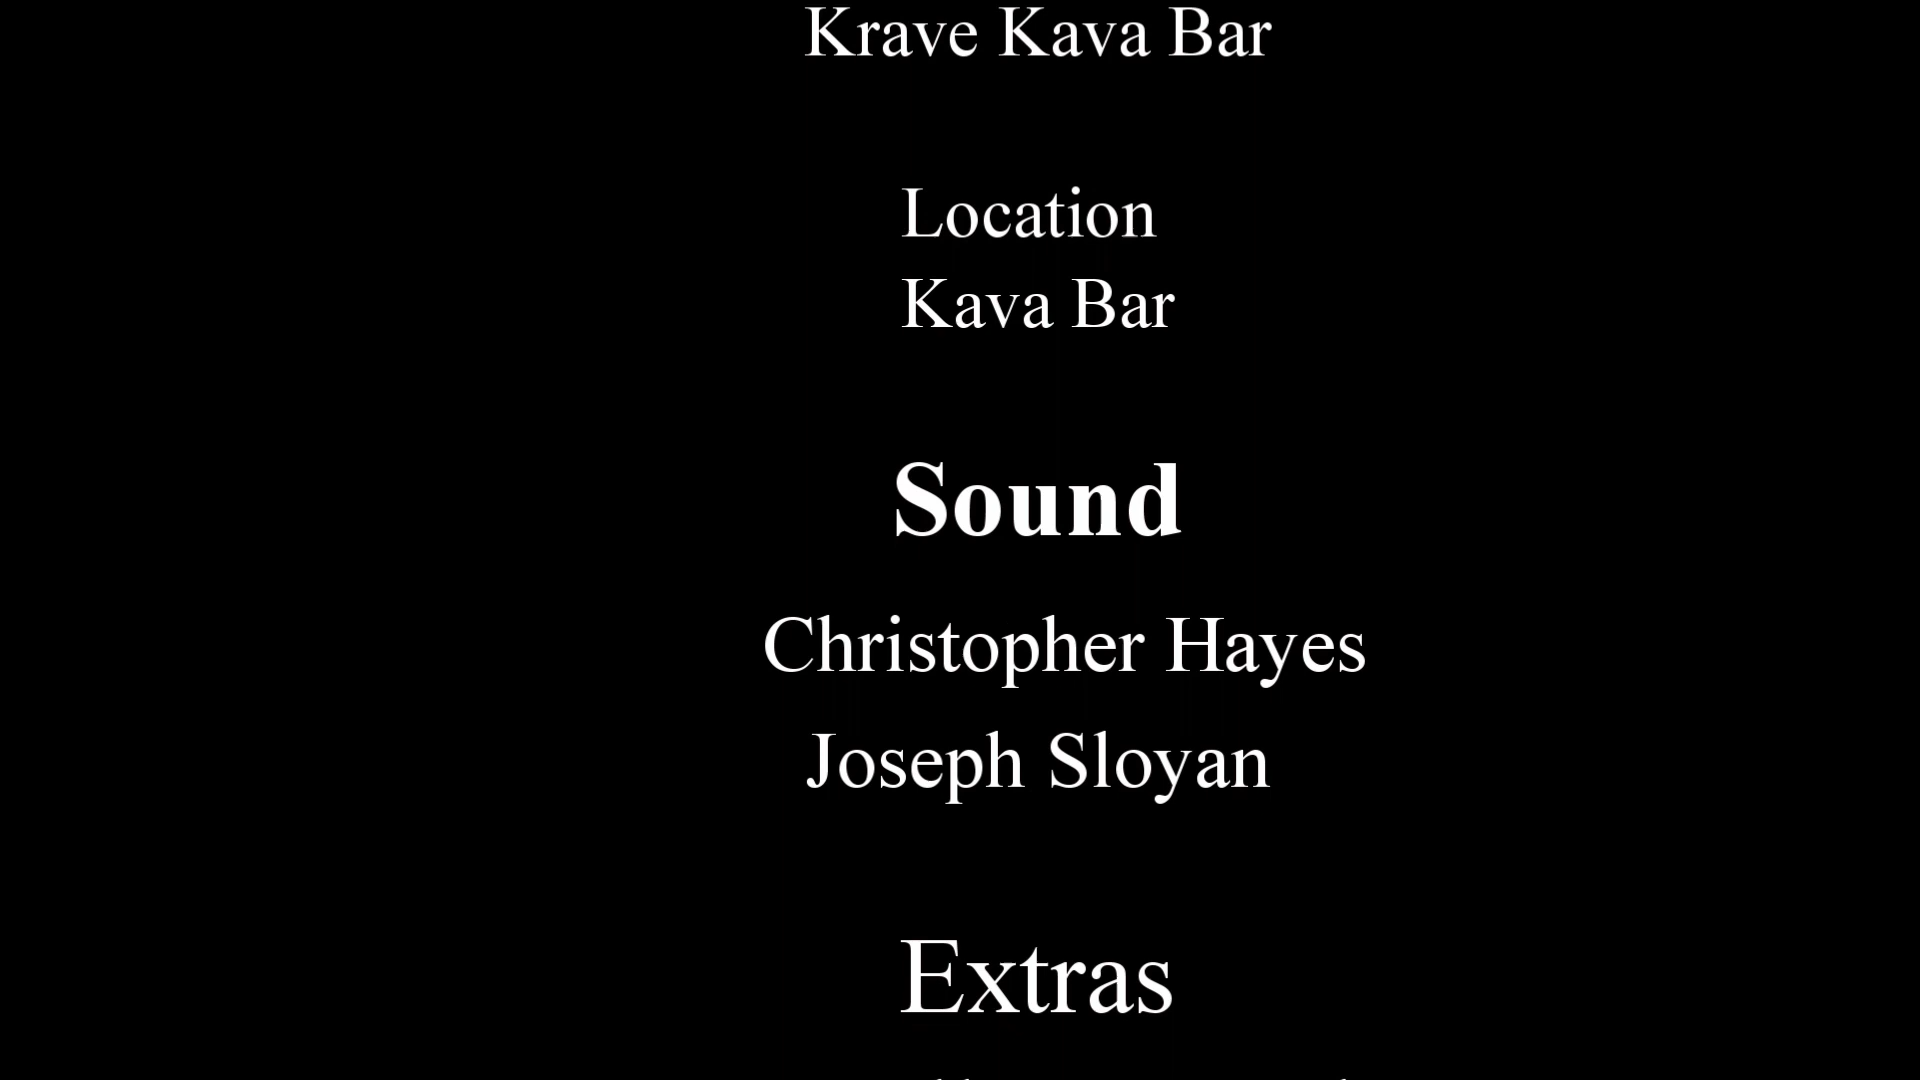 Krave Kava Bar
Location
Kava Bar
Sound
Christopher Hayes
Joseph Sloyan
Extras